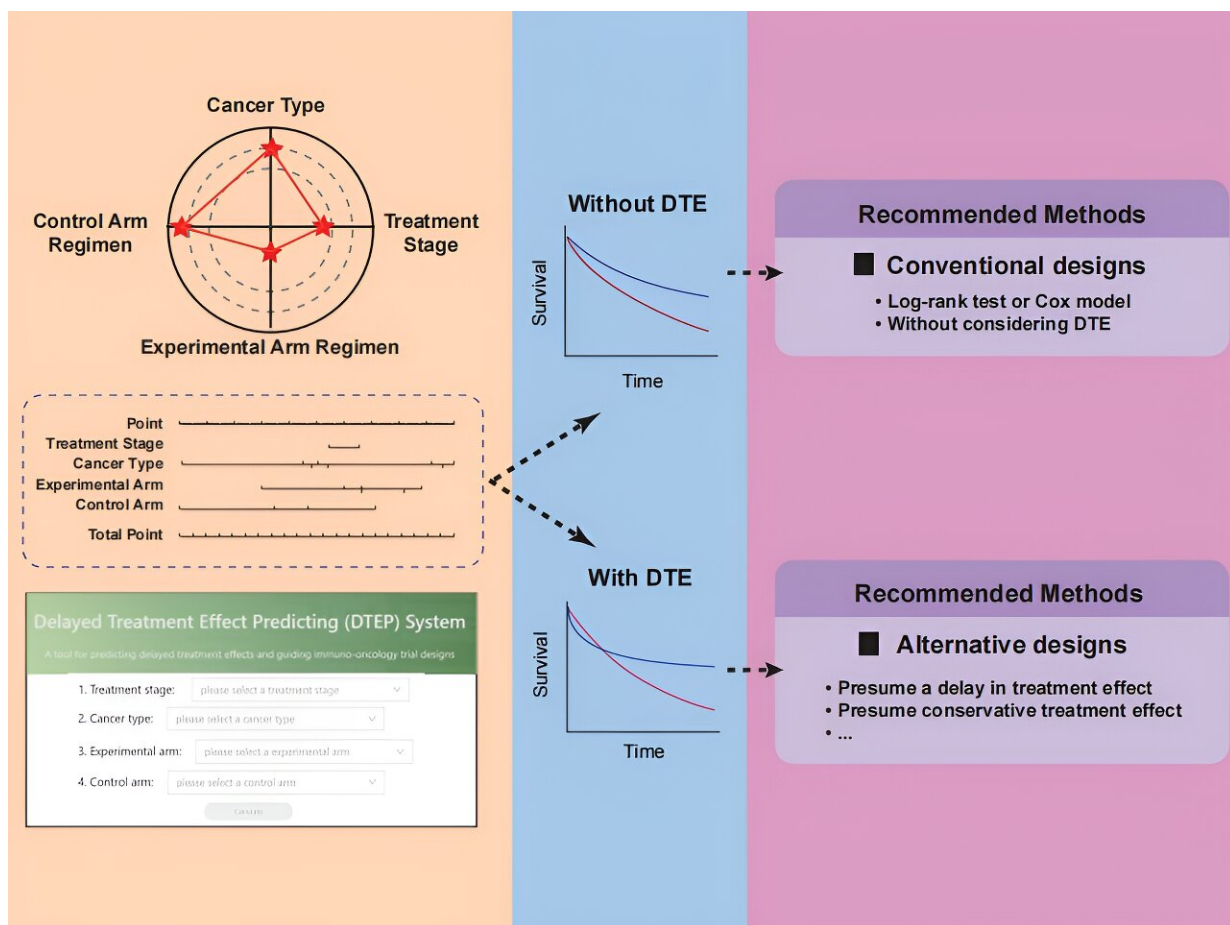 Cancer Type
Control Arm
Regimen
Treatment
Stage
Experimental Arm Regimen
Point
Treatment Stage
Cancer Type
Experimental Arm
Control Arm
Total Point
Delayed Treatment Effect Predicting (DTEP) System
A tool for predicting delayed treatment effects and guiding immuno-oncology trial designs
1. Treatment stage: please select a treatment stage
2. Cancer type: please select a cancer type
3. Experimental arm: please select a experimental arm
4. Control arm: please select a control arm
Without DTE
Survival
Time
With DTE
Survival
Time
Recommended Methods
■ Conventional designs
• Log-rank test or Cox model
• Without considering DTE
Recommended Methods
■ Alternative designs
• Presume a delay in treatment effect
• Presume conservative treatment effect
• ...